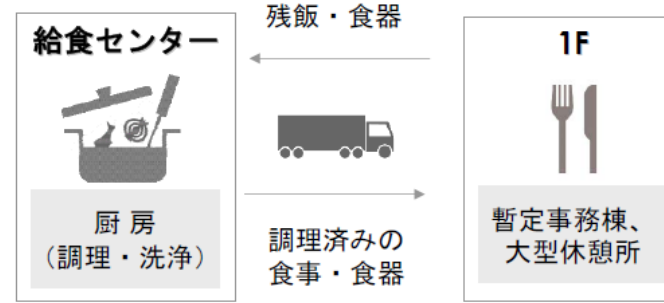 残飯・食器
給食センター
1F
厨房
（調理・洗浄）
調理済みの
食事・食器
暫定事務棟、
大型休憩所